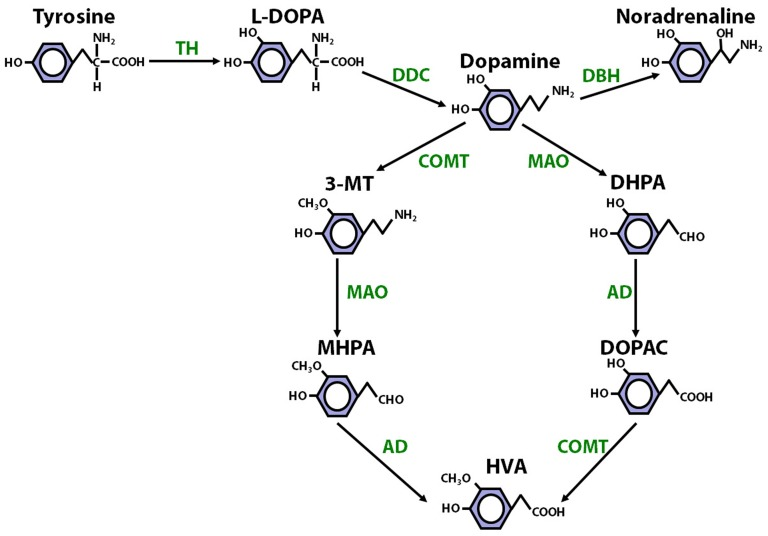 Tyrosine
L-DOPA
Noradrenaline
NH₂
HO
C
COOH
H
TH
HO
HO
NH₂
C
COOH
H
DDC
Dopamine
HO
HO
NH₂
DBH
HO
HO
OH
NH₂
COMT
MAO
3-MT
CH₃O
HO
NH₂
DHPA
HO
HO
CHO
MAO
AD
MHPA
CH₃O
HO
CHO
DOPAC
HO
HO
COOH
AD
COMT
HVA
CH₃O
HO
COOH